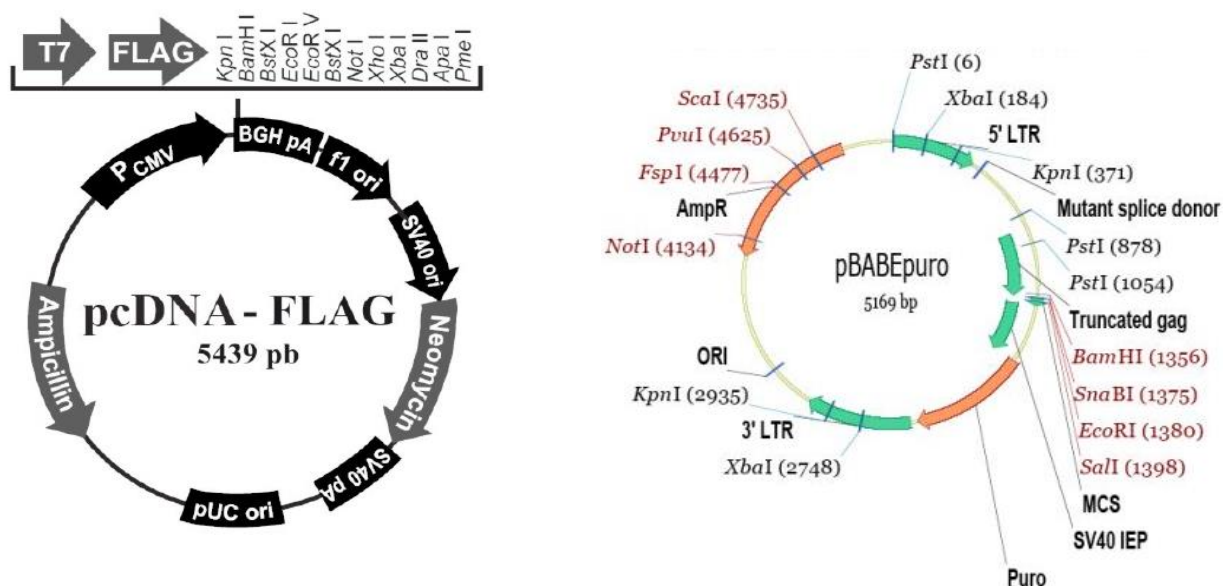 T7
FLAG
Kpn I
BamH I
BstX I
EcoR I
EcoR V
BstX I
Not I
Xho I
Xba I
Dra II
Apa I
Pme I
P CMV
BGH pA
f1 ori
SV40 ori
Neomycin
SV40 pA
pUC ori
Ampicillin
pcDNA - FLAG
5439 pb
PstI (6)
XbaI (184)
5' LTR
KpnI (371)
Mutant splice donor
PstI (878)
PstI (1054)
Truncated gag
BamHI (1356)
SnaBI (1375)
EcoRI (1380)
SalI (1398)
MCS
SV40 IEP
Puro
XbaI (2748)
3' LTR
KpnI (2935)
ORI
NotI (4134)
AmpR
FspI (4477)
PvuI (4625)
ScaI (4735)
pBABEpuro
5169 bp